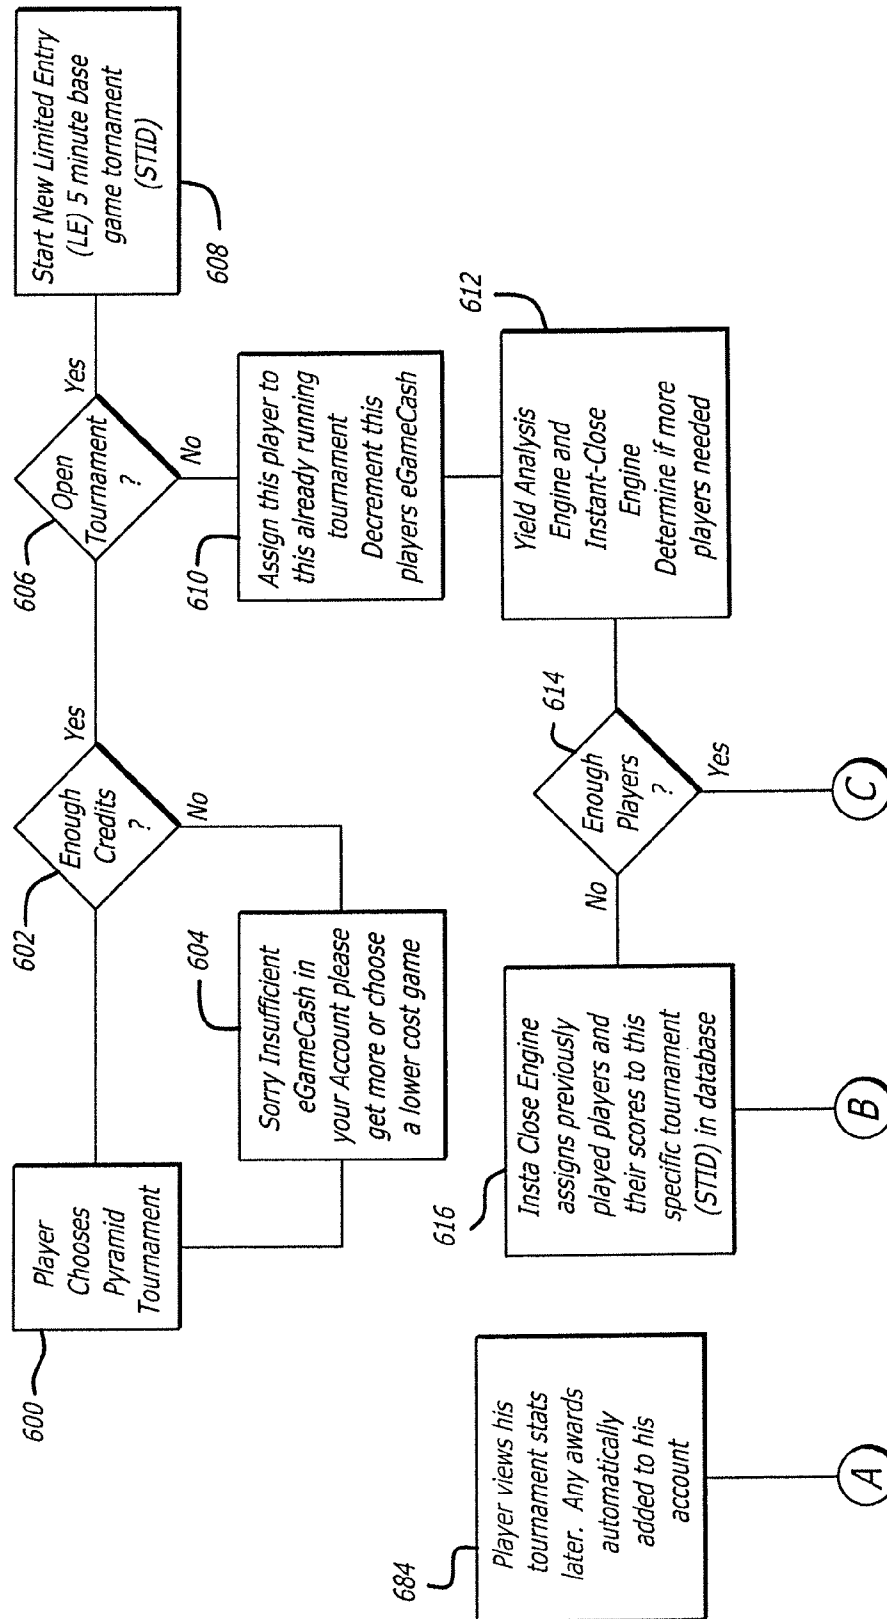 600
Player
Chooses
Pyramid
Tournament
602
Enough
Credits
?
Yes
No
604
Sorry Insufficient
eGameCash in
your Account please
get more or choose
a lower cost game
606
Open
Tournament
?
Yes
No
Start New Limited Entry
(LE) 5 minute base
game tornament
(STID)
608
610
Assign this player to
this already running
tournament
Decrement this
players eGameCash
612
Yield Analysis
Engine and
Instant-Close
Engine
Determine if more
players needed
614
Enough
Players
?
No
Yes
616
Insta Close Engine
assigns previously
played players and
their scores to this
specific tournament
(STID) in database
684
Player views his
tournament stats
later. Any awards
automatically
added to his
account
A
B
C